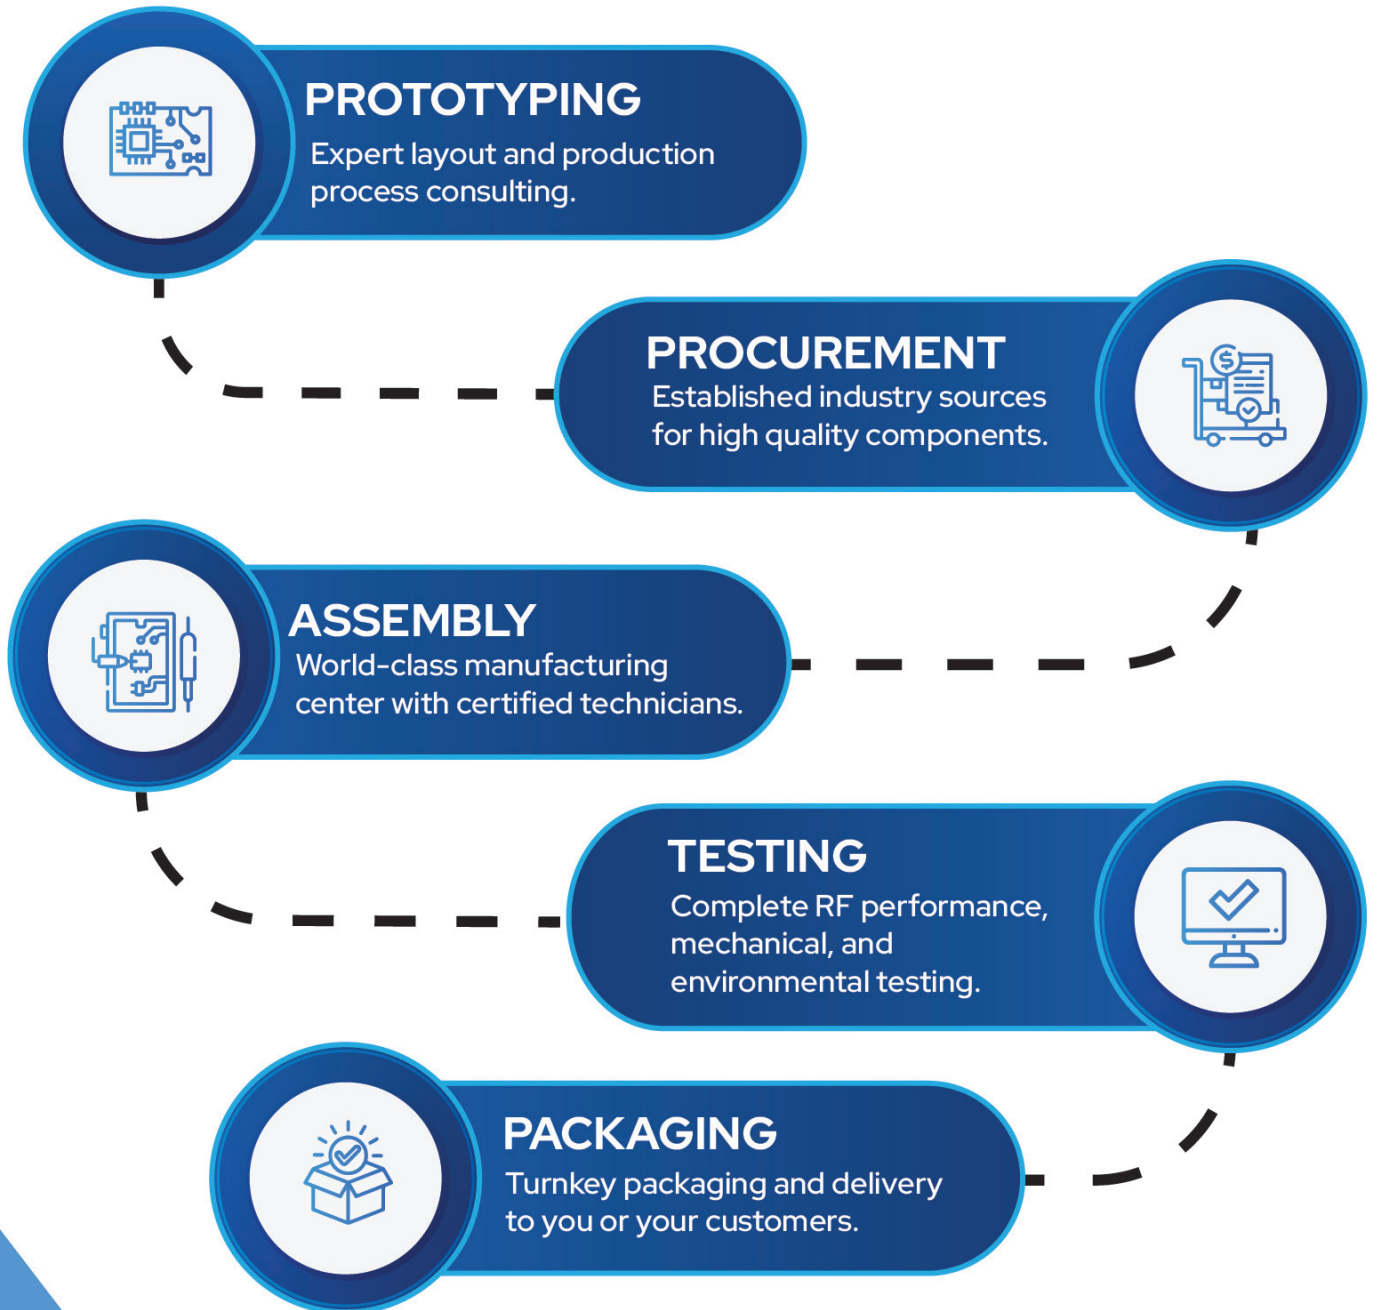 PROTOTYPING
Expert layout and production
process consulting.
PROCUREMENT
Established industry sources
for high quality components.
ASSEMBLY
World-class manufacturing
center with certified technicians.
TESTING
Complete RF performance,
mechanical, and
environmental testing.
PACKAGING
Turnkey packaging and delivery
to you or your customers.